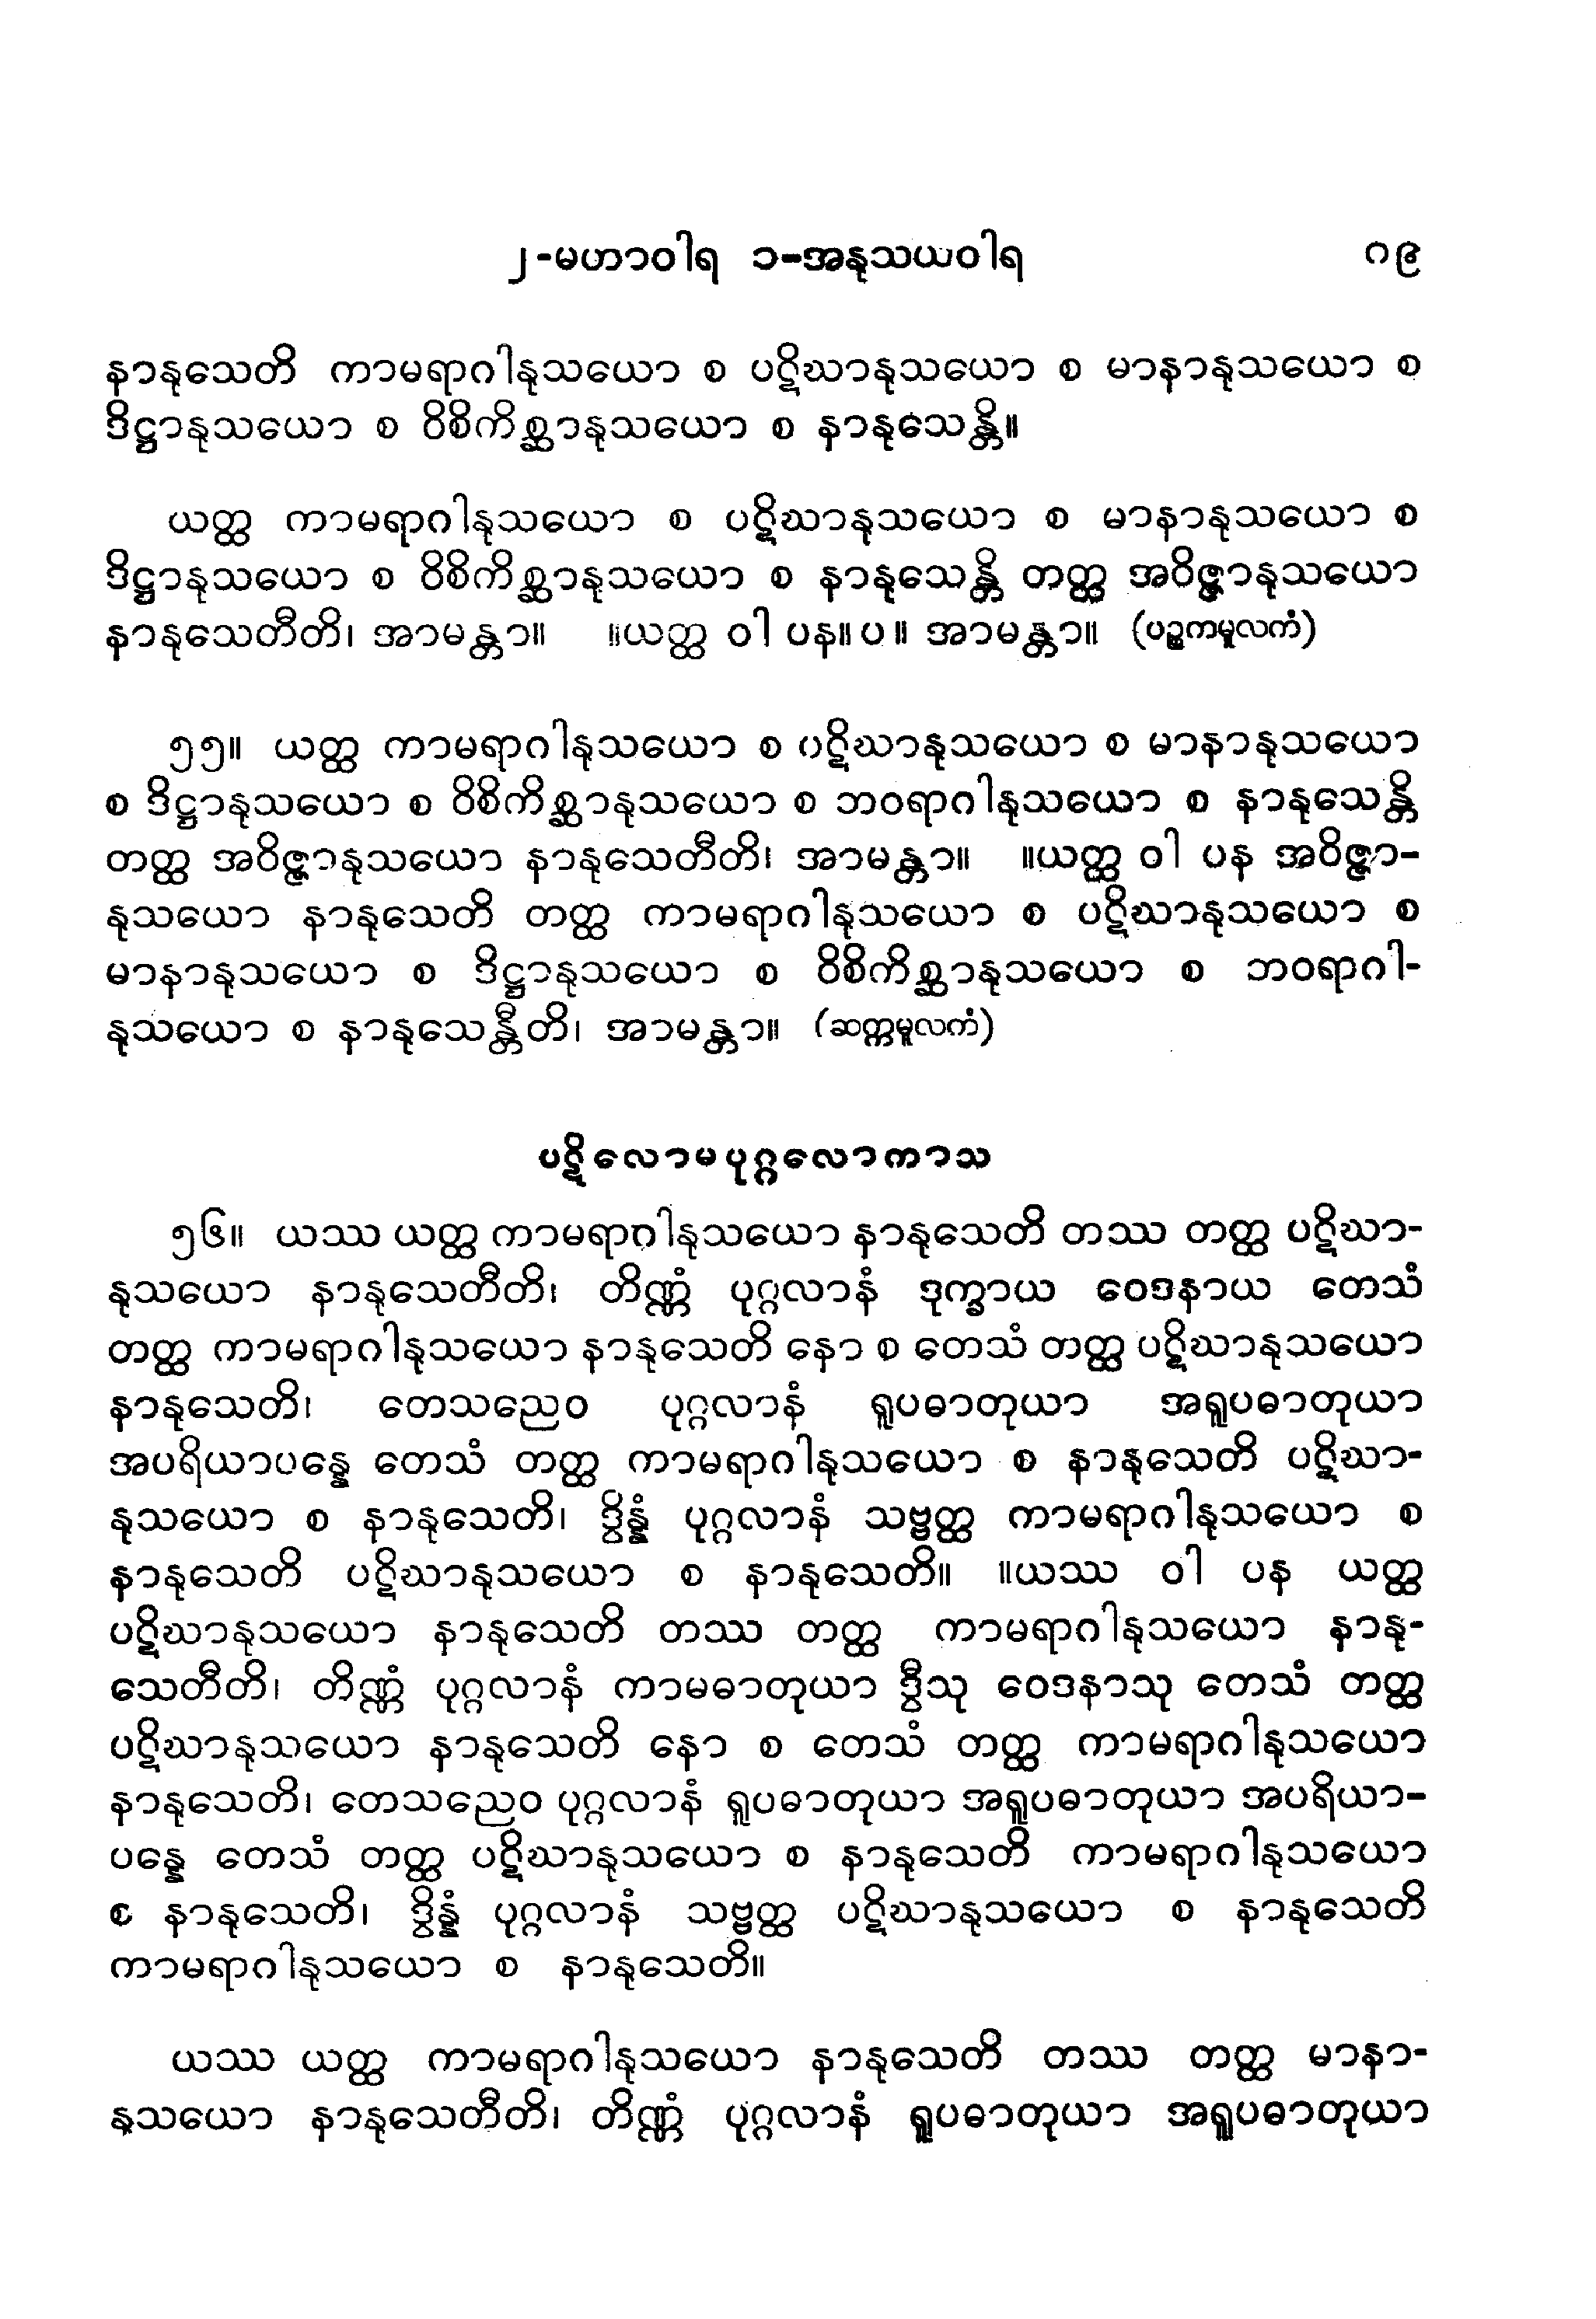 ၂-မဟာဝါရ ၁-အနုသယဝါရ ၈၉
နာနုသေတိ ကာမရာဂါနုသယော စ ပဋိဃာနုသယော စ မာနာနုသယော စ
ဒိဋ္ဌာနုသယော စ ဝိစိကိစ္ဆာနုသယော စ နာနုသေန္တိ။
ယတ္ထ ကာမရာဂါနုသယော စ ပဋိဃာနုသယော စ မာနာနုသယော စ
ဒိဋ္ဌာနုသယော စ ဝိစိကိစ္ဆာနုသယော စ နာနုသေန္တိ တတ္ထ အဝိဇ္ဇာနုသယော
နာနုသေတီတိ၊ အာမန္တာ။ ။ယတ္ထ ဝါ ပန။ပ။ အာမန္တာ။ (ပဉ္စကမူလကံ)
၅၅။ ယတ္ထ ကာမရာဂါနုသယော စ ပဋိဃာနုသယော စ မာနာနုသယော
စ ဒိဋ္ဌာနုသယော စ ဝိစိကိစ္ဆာနုသယော စ ဘဝရာဂါနုသယော စ နာနုသေန္တိ
တတ္ထ အဝိဇ္ဇာနုသယော နာနုသေတီတိ၊ အာမန္တာ။ ။ယတ္ထ ဝါ ပန အဝိဇ္ဇာ-
နုသယော နာနုသေတိ တတ္ထ ကာမရာဂါနုသယော စ ပဋိဃာနုသယော စ
မာနာနုသယော စ ဒိဋ္ဌာနုသယော စ ဝိစိကိစ္ဆာနုသယော စ ဘဝရာဂါ-
နုသယော စ နာနုသေန္တီတိ၊ အာမန္တာ။ (ဆက္ကမူလကံ)
ပဋိလောမပုဂ္ဂလောကာသ
၅၆။ ယဿ ယတ္ထ ကာမရာဂါနုသယော နာနုသေတိ တဿ တတ္ထ ပဋိဃာ-
နုသယော နာနုသေတီတိ၊ တိဏ္ဏံ ပုဂ္ဂလာနံ ဒုက္ခာယ ဝေဒနာယ တေသံ
တတ္ထ ကာမရာဂါနုသယော နာနုသေတိ နော စ တေသံ တတ္ထ ပဋိဃာနုသယော
နာနုသေတိ၊ တေသညေဝ ပုဂ္ဂလာနံ ရူပဓာတုယာ အရူပဓာတုယာ
အပရိယာပန္နေ တေသံ တတ္ထ ကာမရာဂါနုသယော စ နာနုသေတိ ပဋိဃာ-
နုသယော စ နာနုသေတိ၊ ဒွိန္နံ ပုဂ္ဂလာနံ သဗ္ဗတ္ထ ကာမရာဂါနုသယော စ
နာနုသေတိ ပဋိဃာနုသယော စ နာနုသေတိ။ ။ယဿ ဝါ ပန ယတ္ထ
ပဋိဃာနုသယော နာနုသေတိ တဿ တတ္ထ ကာမရာဂါနုသယော နာနု-
သေတီတိ၊ တိဏ္ဏံ ပုဂ္ဂလာနံ ကာမဓာတုယာ ဒွီသု ဝေဒနာသု တေသံ တတ္ထ
ပဋိဃာနုသယော နာနုသေတိ နော စ တေသံ တတ္ထ ကာမရာဂါနုသယော
နာနုသေတိ၊ တေသညေဝ ပုဂ္ဂလာနံ ရူပဓာတုယာ အရူပဓာတုယာ အပရိယာ-
ပန္နေ တေသံ တတ္ထ ပဋိဃာနုသယော စ နာနုသေတိ ကာမရာဂါနုသယော
စ နာနုသေတိ၊ ဒွိန္နံ ပုဂ္ဂလာနံ သဗ္ဗတ္ထ ပဋိဃာနုသယော စ နာနုသေတိ
ကာမရာဂါနုသယော စ နာနုသေတိ။
ယဿ ယတ္ထ ကာမရာဂါနုသယော နာနုသေတိ တဿ တတ္ထ မာနာ-
နုသယော နာနုသေတီတိ၊ တိဏ္ဏံ ပုဂ္ဂလာနံ ရူပဓာတုယာ အရူပဓာတုယာ